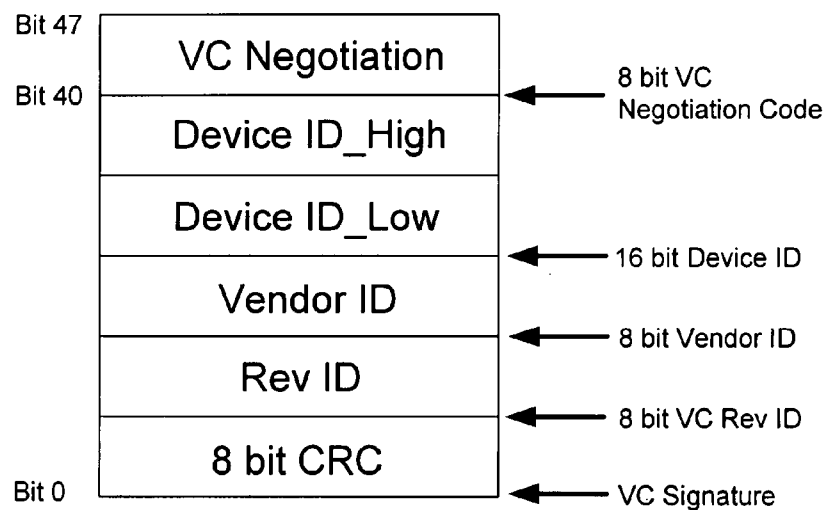 Bit 47
VC Negotiation
Bit 40
8 bit VC
Negotiation Code
Device ID_High
Device ID_Low
16 bit Device ID
Vendor ID
8 bit Vendor ID
Rev ID
8 bit VC Rev ID
8 bit CRC
Bit 0
VC Signature